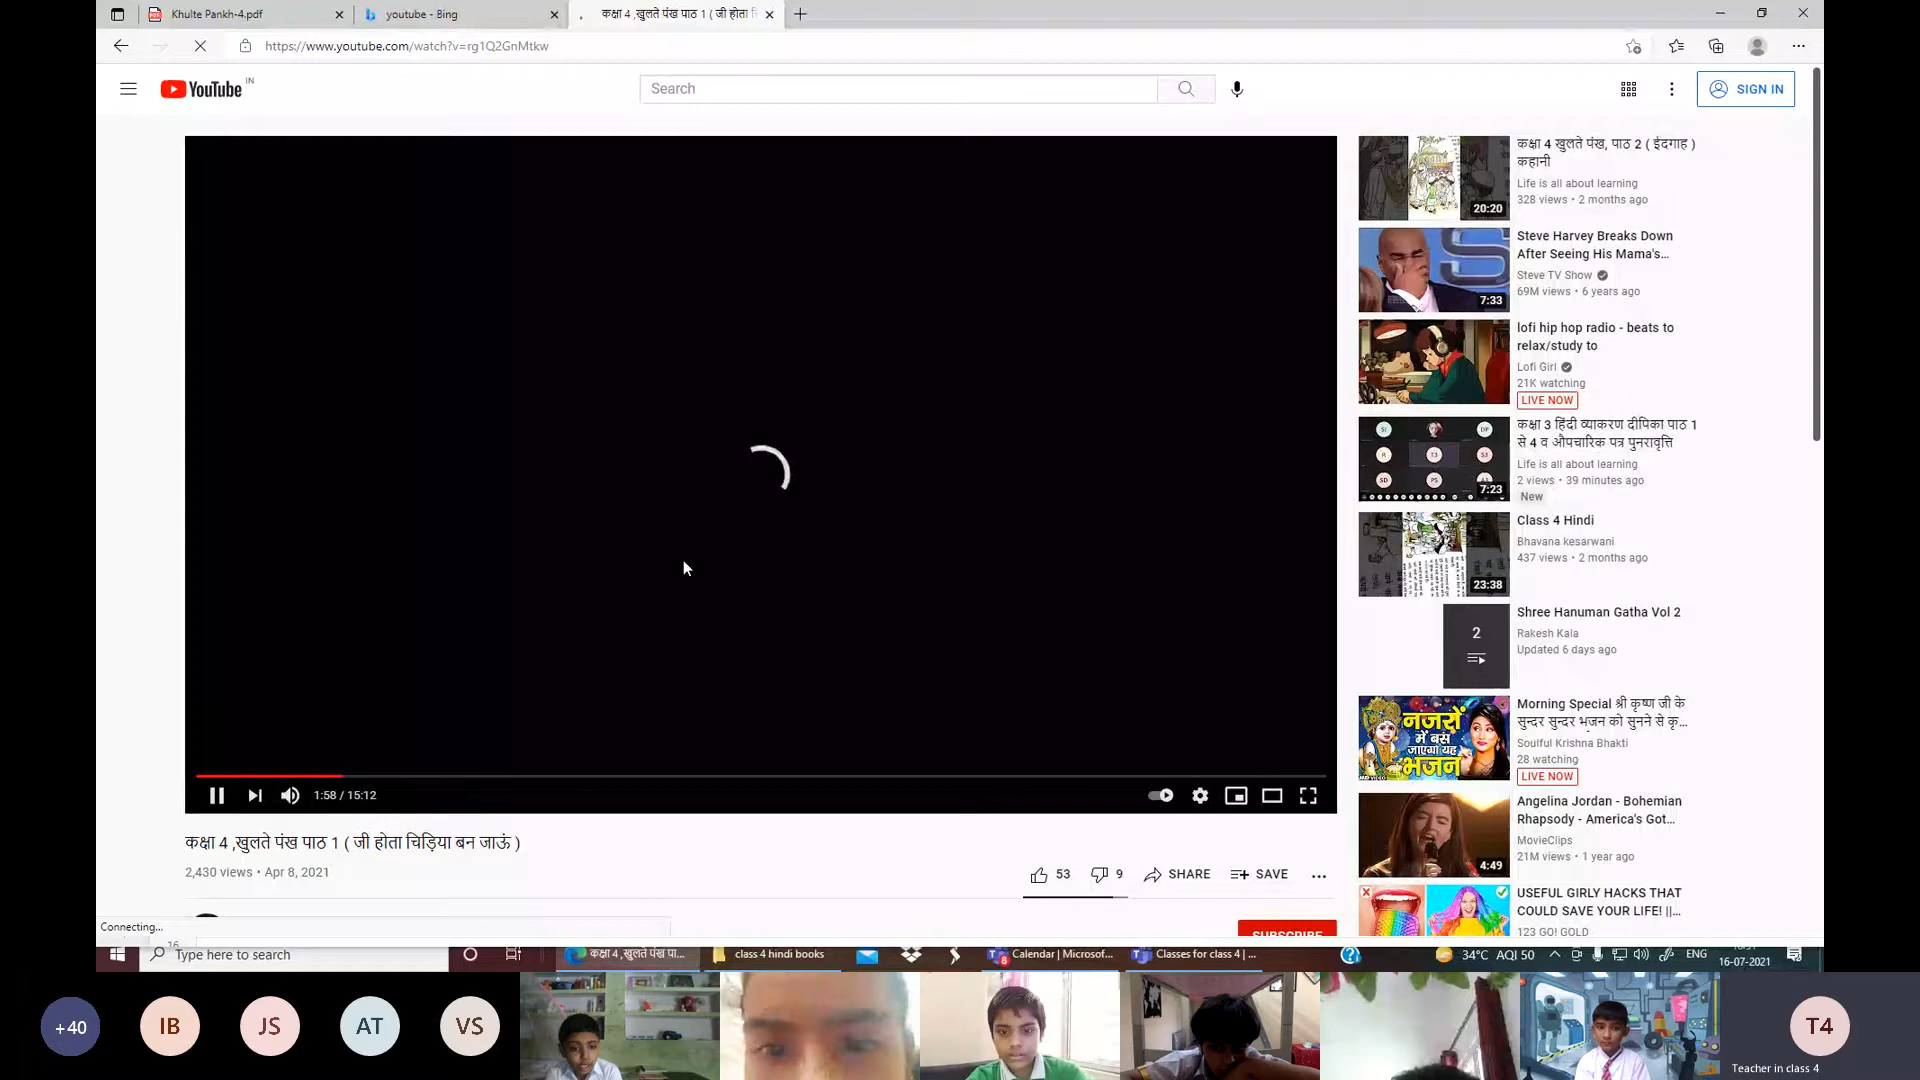 Khulte Pankh-4.pdf
youtube - Bing
कक्षा 4 ,खुलते पंख पाठ 1 ( जी होता
https://www.youtube.com/watch?v=rg1Q2GnMtkw
YouTube IN
Search
SIGN IN
कक्षा 4 खुलते पंख, पाठ 2 ( ईदगाह )
कहानी
Life is all about learning
328 views • 2 months ago
20:20
Steve Harvey Breaks Down
After Seeing His Mama's...
Steve TV Show
69M views • 6 years ago
7:33
lofi hip hop radio - beats to
relax/study to
Lofi Girl
21K watching
LIVE NOW
कक्षा 3 हिंदी व्याकरण दीपिका पाठ 1
से 4 व औपचारिक पत्र पुनरावृत्ति
Life is all about learning
2 views • 39 minutes ago
New
7:23
Class 4 Hindi
Bhavana kesarwani
437 views • 2 months ago
23:38
Shree Hanuman Gatha Vol 2
Rakesh Kala
Updated 6 days ago
2
Morning Special श्री कृष्ण जी के
सुन्दर सुन्दर भजन को सुनने से कृ...
Soulful Krishna Bhakti
28 watching
LIVE NOW
नजरों
में बस
जाएगा यह
भजन
Angelina Jordan - Bohemian
Rhapsody - America's Got...
MovieClips
21M views • 1 year ago
4:49
USEFUL GIRLY HACKS THAT
COULD SAVE YOUR LIFE! ||...
123 GO! GOLD
1:58 / 15:12
कक्षा 4 ,खुलते पंख पाठ 1 ( जी होता चिड़िया बन जाऊं )
2,430 views • Apr 8, 2021
53 9 SHARE SAVE ...
SUBSCRIBE
Connecting...
16
Type here to search
कक्षा 4 ,खुलते पंख पा...
class 4 hindi books
Calendar | Microsof...
Classes for class 4 | ...
34°C AQI 50
ENG
16-07-2021
+40
IB
JS
AT
VS
T4
Teacher in class 4